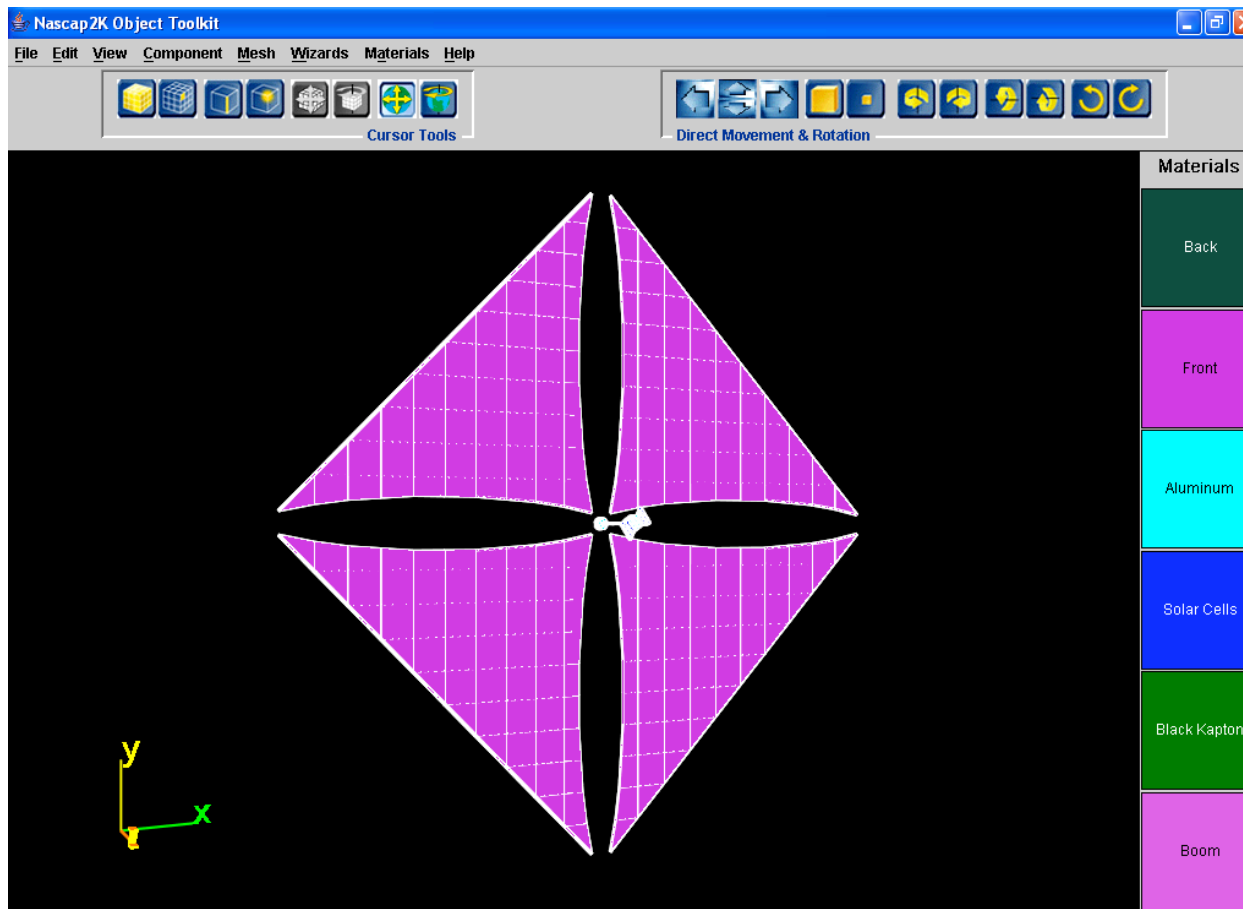 Nascap2K Object Toolkit
File Edit View Component Mesh Wizards Materials Help
Cursor Tools
Direct Movement & Rotation
Materials
Back
Front
Aluminum
Solar Cells
Black Kapton
Boom
y
x